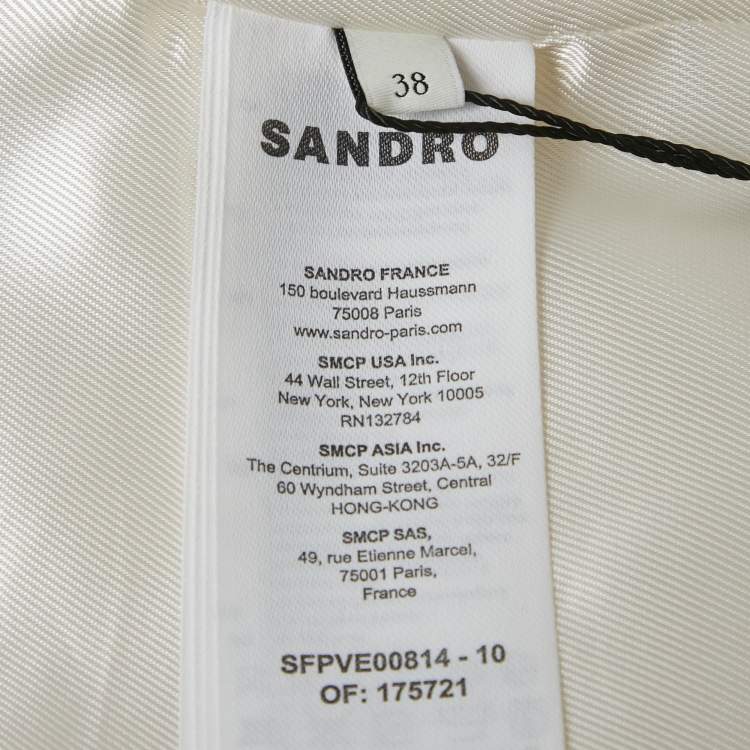 38
SANDRO
SANDRO FRANCE
150 boulevard Haussmann
75008 Paris
www.sandro-paris.com
SMCP USA Inc.
44 Wall Street, 12th Floor
New York, New York 10005
RN132784
SMCP ASIA Inc.
The Centrium, Suite 3203A-5A, 32/F
60 Wyndham Street, Central
HONG-KONG
SMCP SAS,
49, rue Etienne Marcel,
75001 Paris,
France
SFPVE00814 - 10
OF: 175721